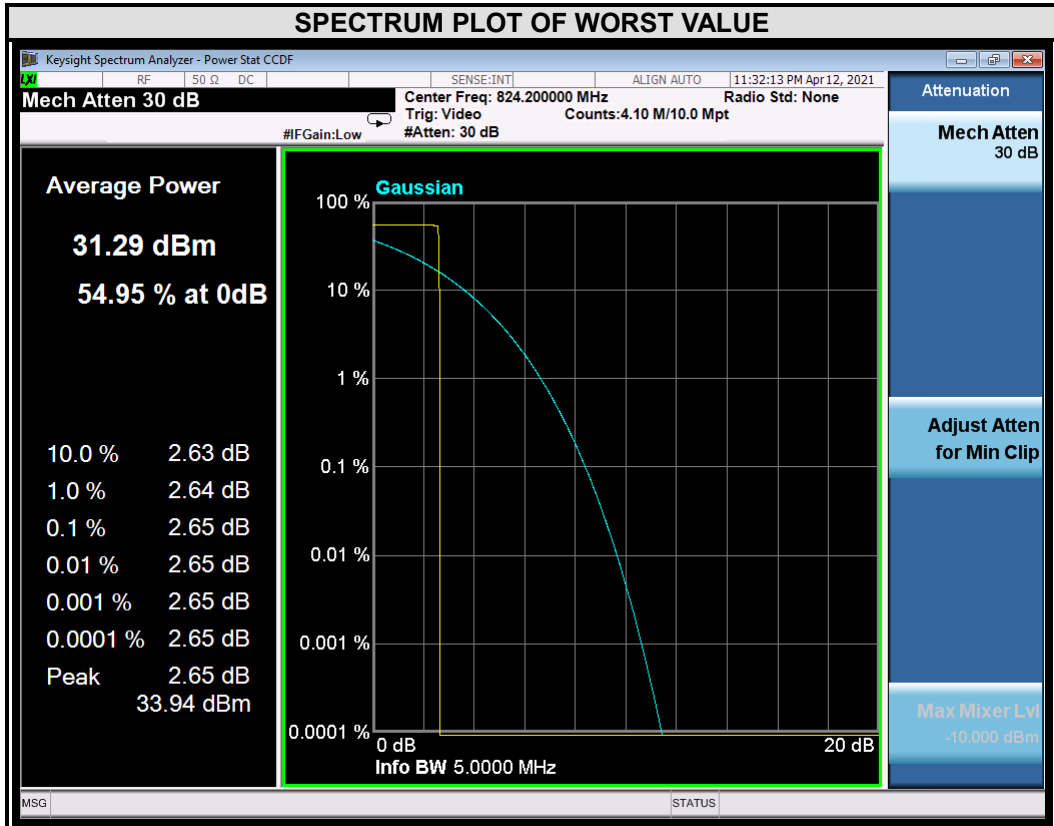 SPECTRUM PLOT OF WORST VALUE
Keysight Spectrum Analyzer - Power Stat CCDF
LXI RF 50 Ω DC SENSE:INT ALIGN AUTO 11:32:13 PM Apr 12, 2021
Mech Atten 30 dB
Center Freq: 824.200000 MHz Radio Std: None
Trig: Video Counts:4.10 M/10.0 Mpt
#IFGain:Low #Atten: 30 dB
Attenuation
Mech Atten
30 dB
Adjust Atten
for Min Clip
Max Mixer Lvl
-10.000 dBm
Average Power
31.29 dBm
54.95 % at 0dB
10.0 % 2.63 dB
1.0 % 2.64 dB
0.1 % 2.65 dB
0.01 % 2.65 dB
0.001 % 2.65 dB
0.0001 % 2.65 dB
Peak 2.65 dB
33.94 dBm
Gaussian
100 %
10 %
1 %
0.1 %
0.01 %
0.001 %
0.0001 %
0 dB 20 dB
Info BW 5.0000 MHz
MSG STATUS